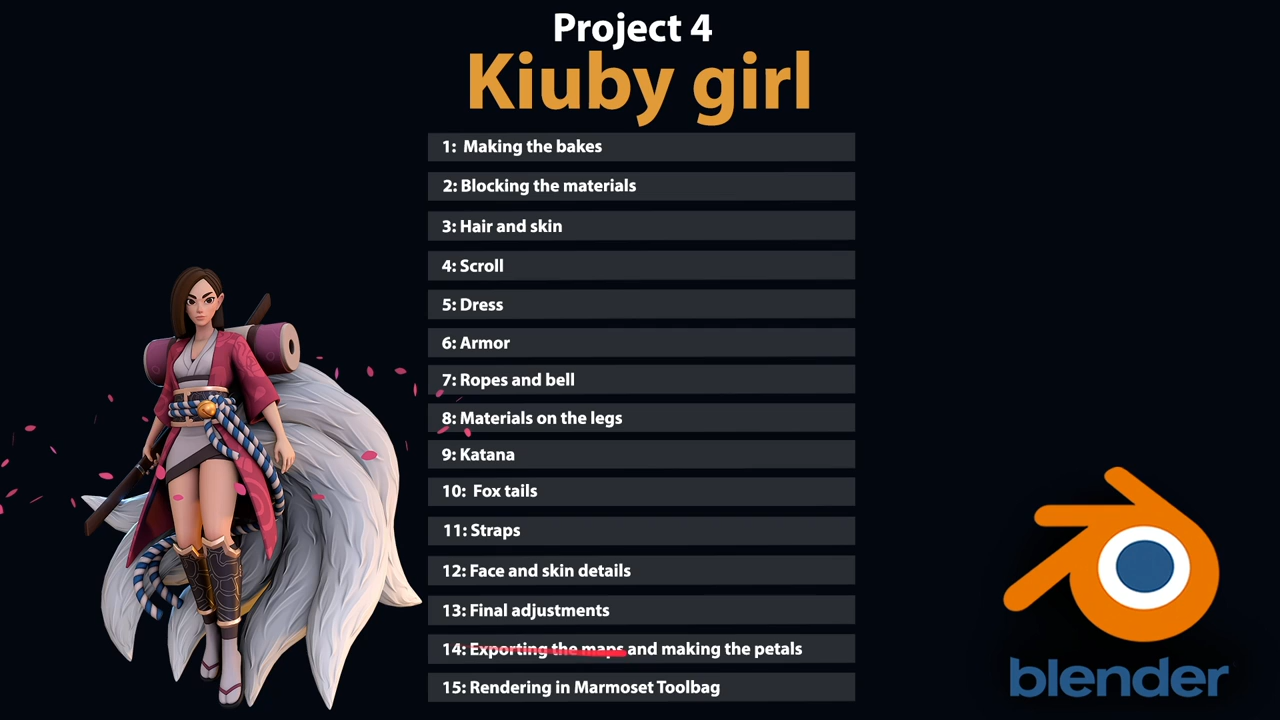 Project 4
Kiuby girl
1: Making the bakes
2: Blocking the materials
3: Hair and skin
4: Scroll
5: Dress
6: Armor
7: Ropes and bell
8: Materials on the legs
9: Katana
10: Fox tails
11: Straps
12: Face and skin details
13: Final adjustments
14: Exporting the maps and making the petals
15: Rendering in Marmoset Toolbag
blender